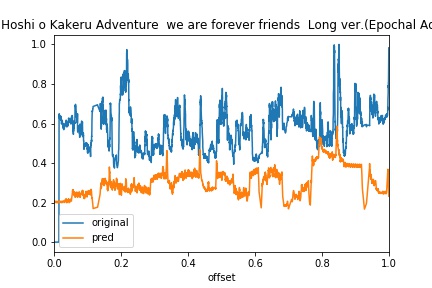 Hoshi o Kakeru Adventure  we are forever friends  Long ver.(Epochal Ad
1.0
0.8
0.6
0.4
0.2
0.0
original
pred
0.0 0.2 0.4 0.6 0.8 1.0
offset